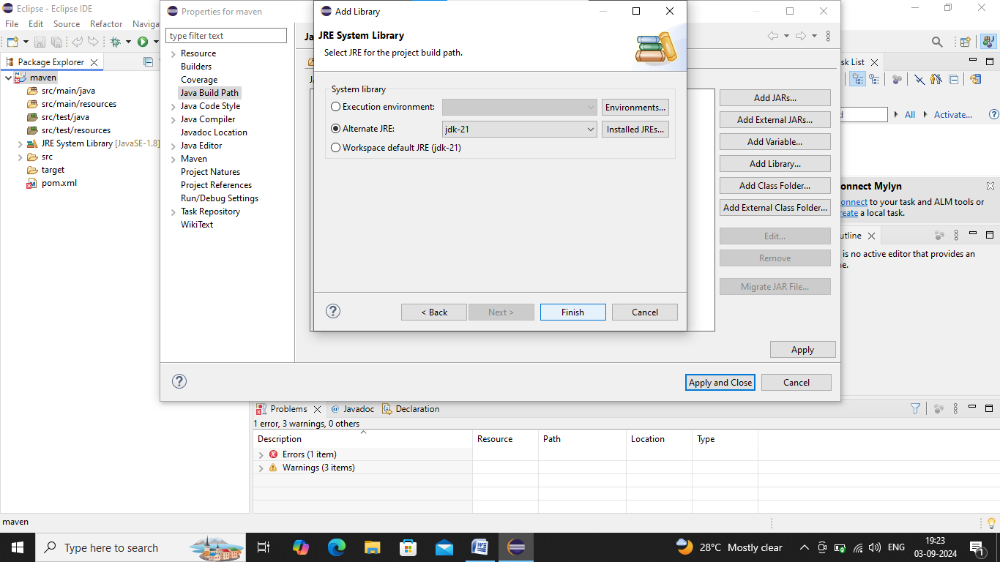 Eclipse - Eclipse IDE
File Edit Source Refactor Naviga
Package Explorer
maven
src/main/java
src/main/resources
src/test/java
src/test/resources
JRE System Library [JavaSE-1.8]
src
target
pom.xml
Properties for maven
type filter text
Resource
Builders
Coverage
Java Build Path
Java Code Style
Java Compiler
Javadoc Location
Java Editor
Maven
Project Natures
Project References
Run/Debug Settings
Task Repository
WikiText
Ja
Add Library
JRE System Library
Select JRE for the project build path.
System library
Execution environment: Environments...
Alternate JRE: jdk-21 Installed JREs...
Workspace default JRE (jdk-21)
< Back Next > Finish Cancel
Add JARs...
Add External JARs...
Add Variable...
Add Library...
Add Class Folder...
Add External Class Folder...
Edit...
Remove
Migrate JAR File...
Apply
Apply and Close Cancel
sk List
d All Activate...
onnect Mylyn
onnect to your task and ALM tools or
reate a local task.
utline
is no active editor that provides an
ne.
Problems @ Javadoc Declaration
1 error, 3 warnings, 0 others
Description Resource Path Location Type
Errors (1 item)
Warnings (3 items)
maven
Type here to search
28°C Mostly clear
ENG
19:23
03-09-2024
1